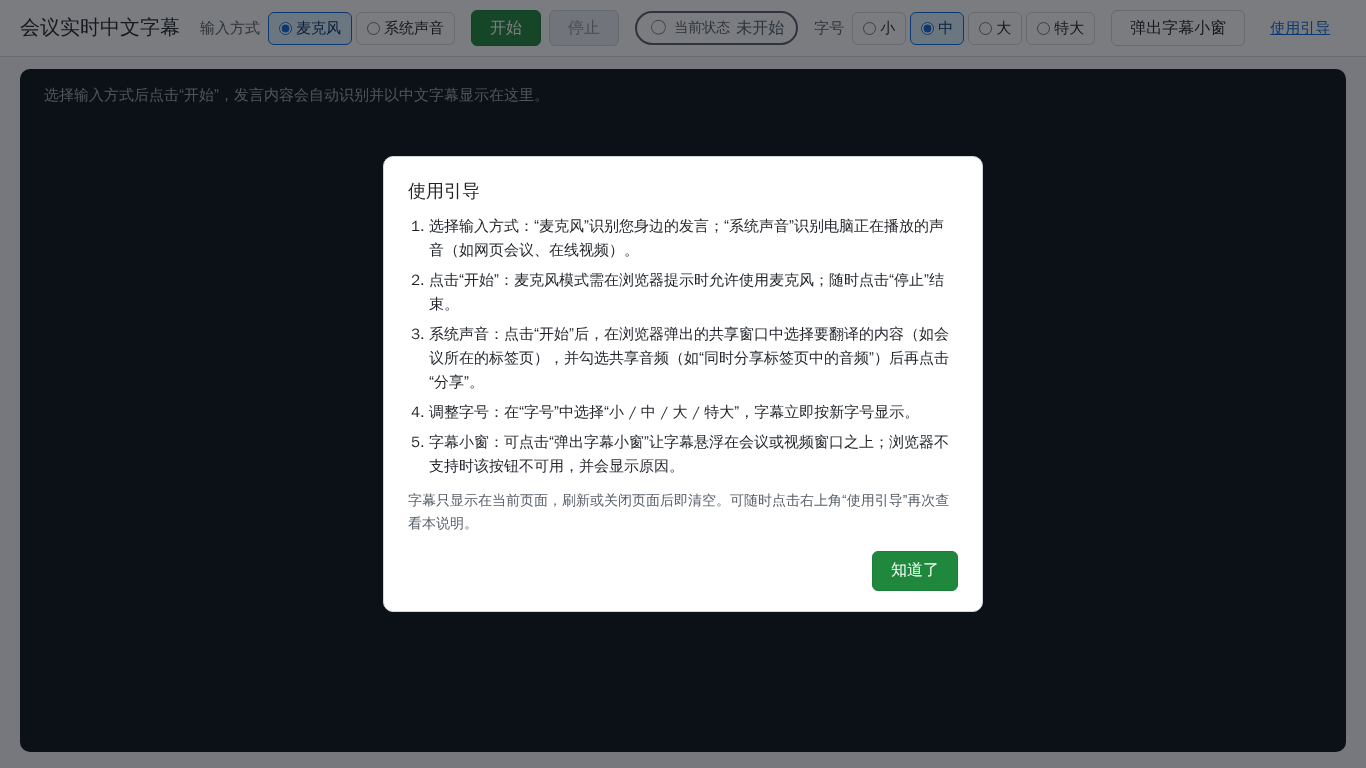 会议实时中文字幕 输入方式 麦克风 系统声音 开始 停止 当前状态 未开始 字号 小 中 大 特大 弹出字幕小窗 使用引导
选择输入方式后点击“开始”，发言内容会自动识别并以中文字幕显示在这里。
使用引导
1. 选择输入方式：“麦克风”识别您身边的发言；“系统声音”识别电脑正在播放的声
音（如网页会议、在线视频）。
2. 点击“开始”：麦克风模式需在浏览器提示时允许使用麦克风；随时点击“停止”结
束。
3. 系统声音：点击“开始”后，在浏览器弹出的共享窗口中选择要翻译的内容（如会
议所在的标签页），并勾选共享音频（如“同时分享标签页中的音频”）后再点击
“分享”。
4. 调整字号：在“字号”中选择“小 / 中 / 大 / 特大”，字幕立即按新字号显示。
5. 字幕小窗：可点击“弹出字幕小窗”让字幕悬浮在会议或视频窗口之上；浏览器不
支持时该按钮不可用，并会显示原因。
字幕只显示在当前页面，刷新或关闭页面后即清空。可随时点击右上角“使用引导”再次查
看本说明。
知道了